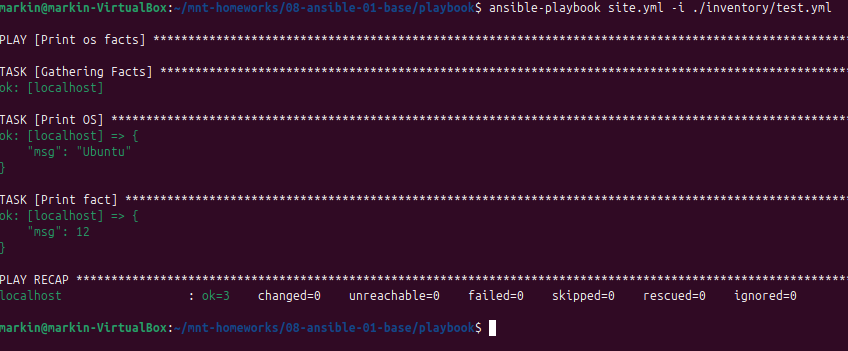 markin@markin-VirtualBox:~/mnt-homeworks/08-ansible-01-base/playbook$ ansible-playbook site.yml -i ./inventory/test.yml
PLAY [Print os facts] *******************************************************************************************************
TASK [Gathering Facts] ******************************************************************************************************
ok: [localhost]
TASK [Print OS] *************************************************************************************************************
ok: [localhost] => {
    "msg": "Ubuntu"
}
TASK [Print fact] ***********************************************************************************************************
ok: [localhost] => {
    "msg": 12
}
PLAY RECAP ******************************************************************************************************************
localhost                  : ok=3    changed=0    unreachable=0    failed=0    skipped=0    rescued=0    ignored=0
markin@markin-VirtualBox:~/mnt-homeworks/08-ansible-01-base/playbook$